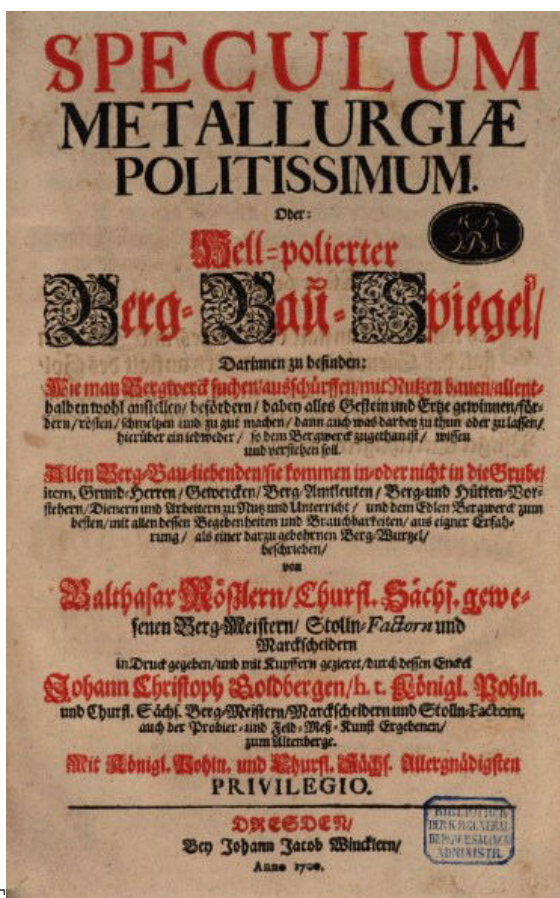 SPECULUM
METALLURGIÆ
POLITISSIMUM.
Oder:
Hell-polierter
Berg-Bau-Spiegel/
Darinnen zu befinden:
Wie man Bergwerck suchen/ausschürffen/mit Nutzen bauen/allent-
halben wohl anstellen/ befördern/ dabey alles Gestein und Ertze gewinnen/för-
dern/rösten/schmeltzen und zu gut machen/ dann auch was darbey zu thun oder zu lassen/
hierüber ein iedweder/ so dem Bergwerck zugethan ist/ wissen
und verstehen soll.
Allen Berg-Bau-liebenden/sie kommen in/oder nicht in die Grube/
item, Grund-Herren/ Gewercken/ Berg-Amtleuten/ Berg-und Hütten-Vor-
stehern/Dienern und Arbeitern zu Nutz und Unterricht/ und dem Edlen Bergwerck zum
besten/mit allen dessen Begebenheiten und Brauchbarkeiten/ aus eigner Erfah-
rung/ als einer darzu gebohrnen Berg-Wurtzel/
beschrieben/
von
Balthasar Rößlern/Churfl. Sächs. gewe-
senen Berg-Meistern/ Stolln-Factorn und
Marckscheidern
in Druck gegeben/und mit Kupffern gezieret/durch dessen Enckel
Johann Christoph Goldbergen/h. t. Königl. Pohln.
und Churfl. Sächs. Berg-Meistern/Marckscheidern und Stolln-Factorn,
auch der Probier-und Feld-Meß-Kunst Ergebenen/
zum Altenberge.
Mit Königl. Pohln. und Churfl. Sächs. Allergnädigsten
PRIVILEGIO.
DRESDEN/
Bey Johann Jacob Wincklern/
Anno 1700.
BIBLIOTHEK
ADMINISTR.